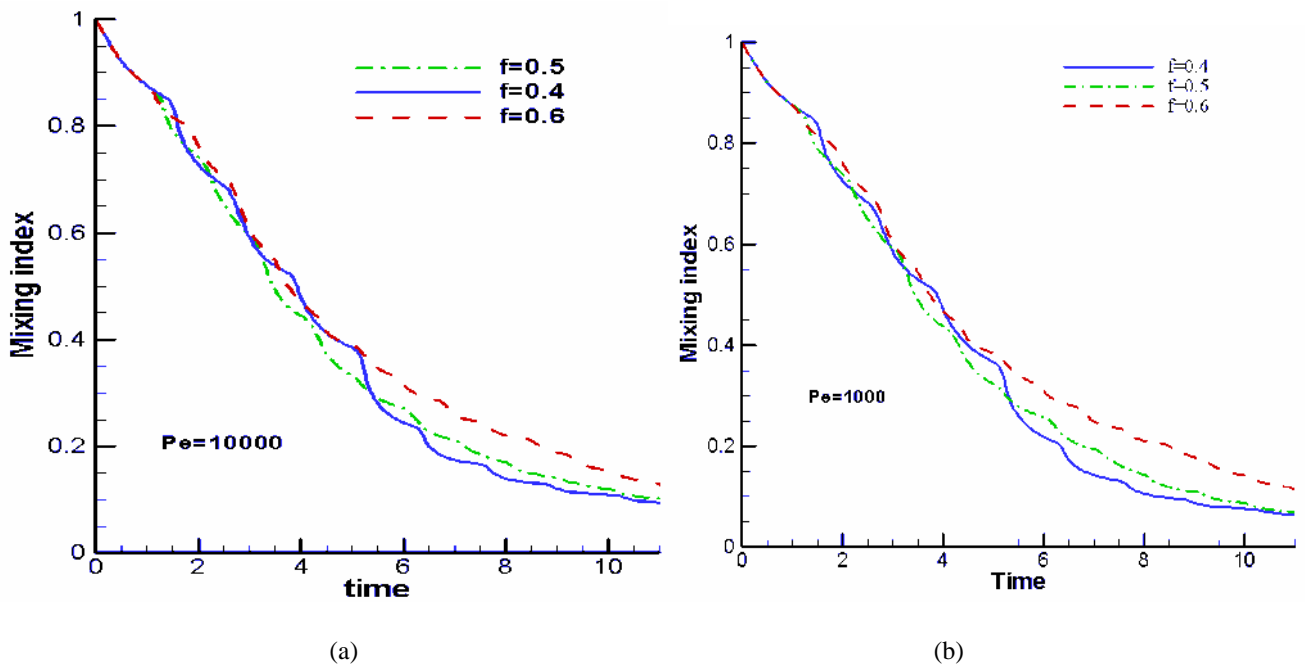 1
0.8
0.6
0.4
0.2
0
Mixing index
f=0.5
f=0.4
f=0.6
Pe=10000
0 2 4 6 8 10
time
(a)
1
0.8
0.6
0.4
0.2
0
Mixing index
f=0.4
f=0.5
f=0.6
Pe=1000
0 2 4 6 8 10
Time
(b)